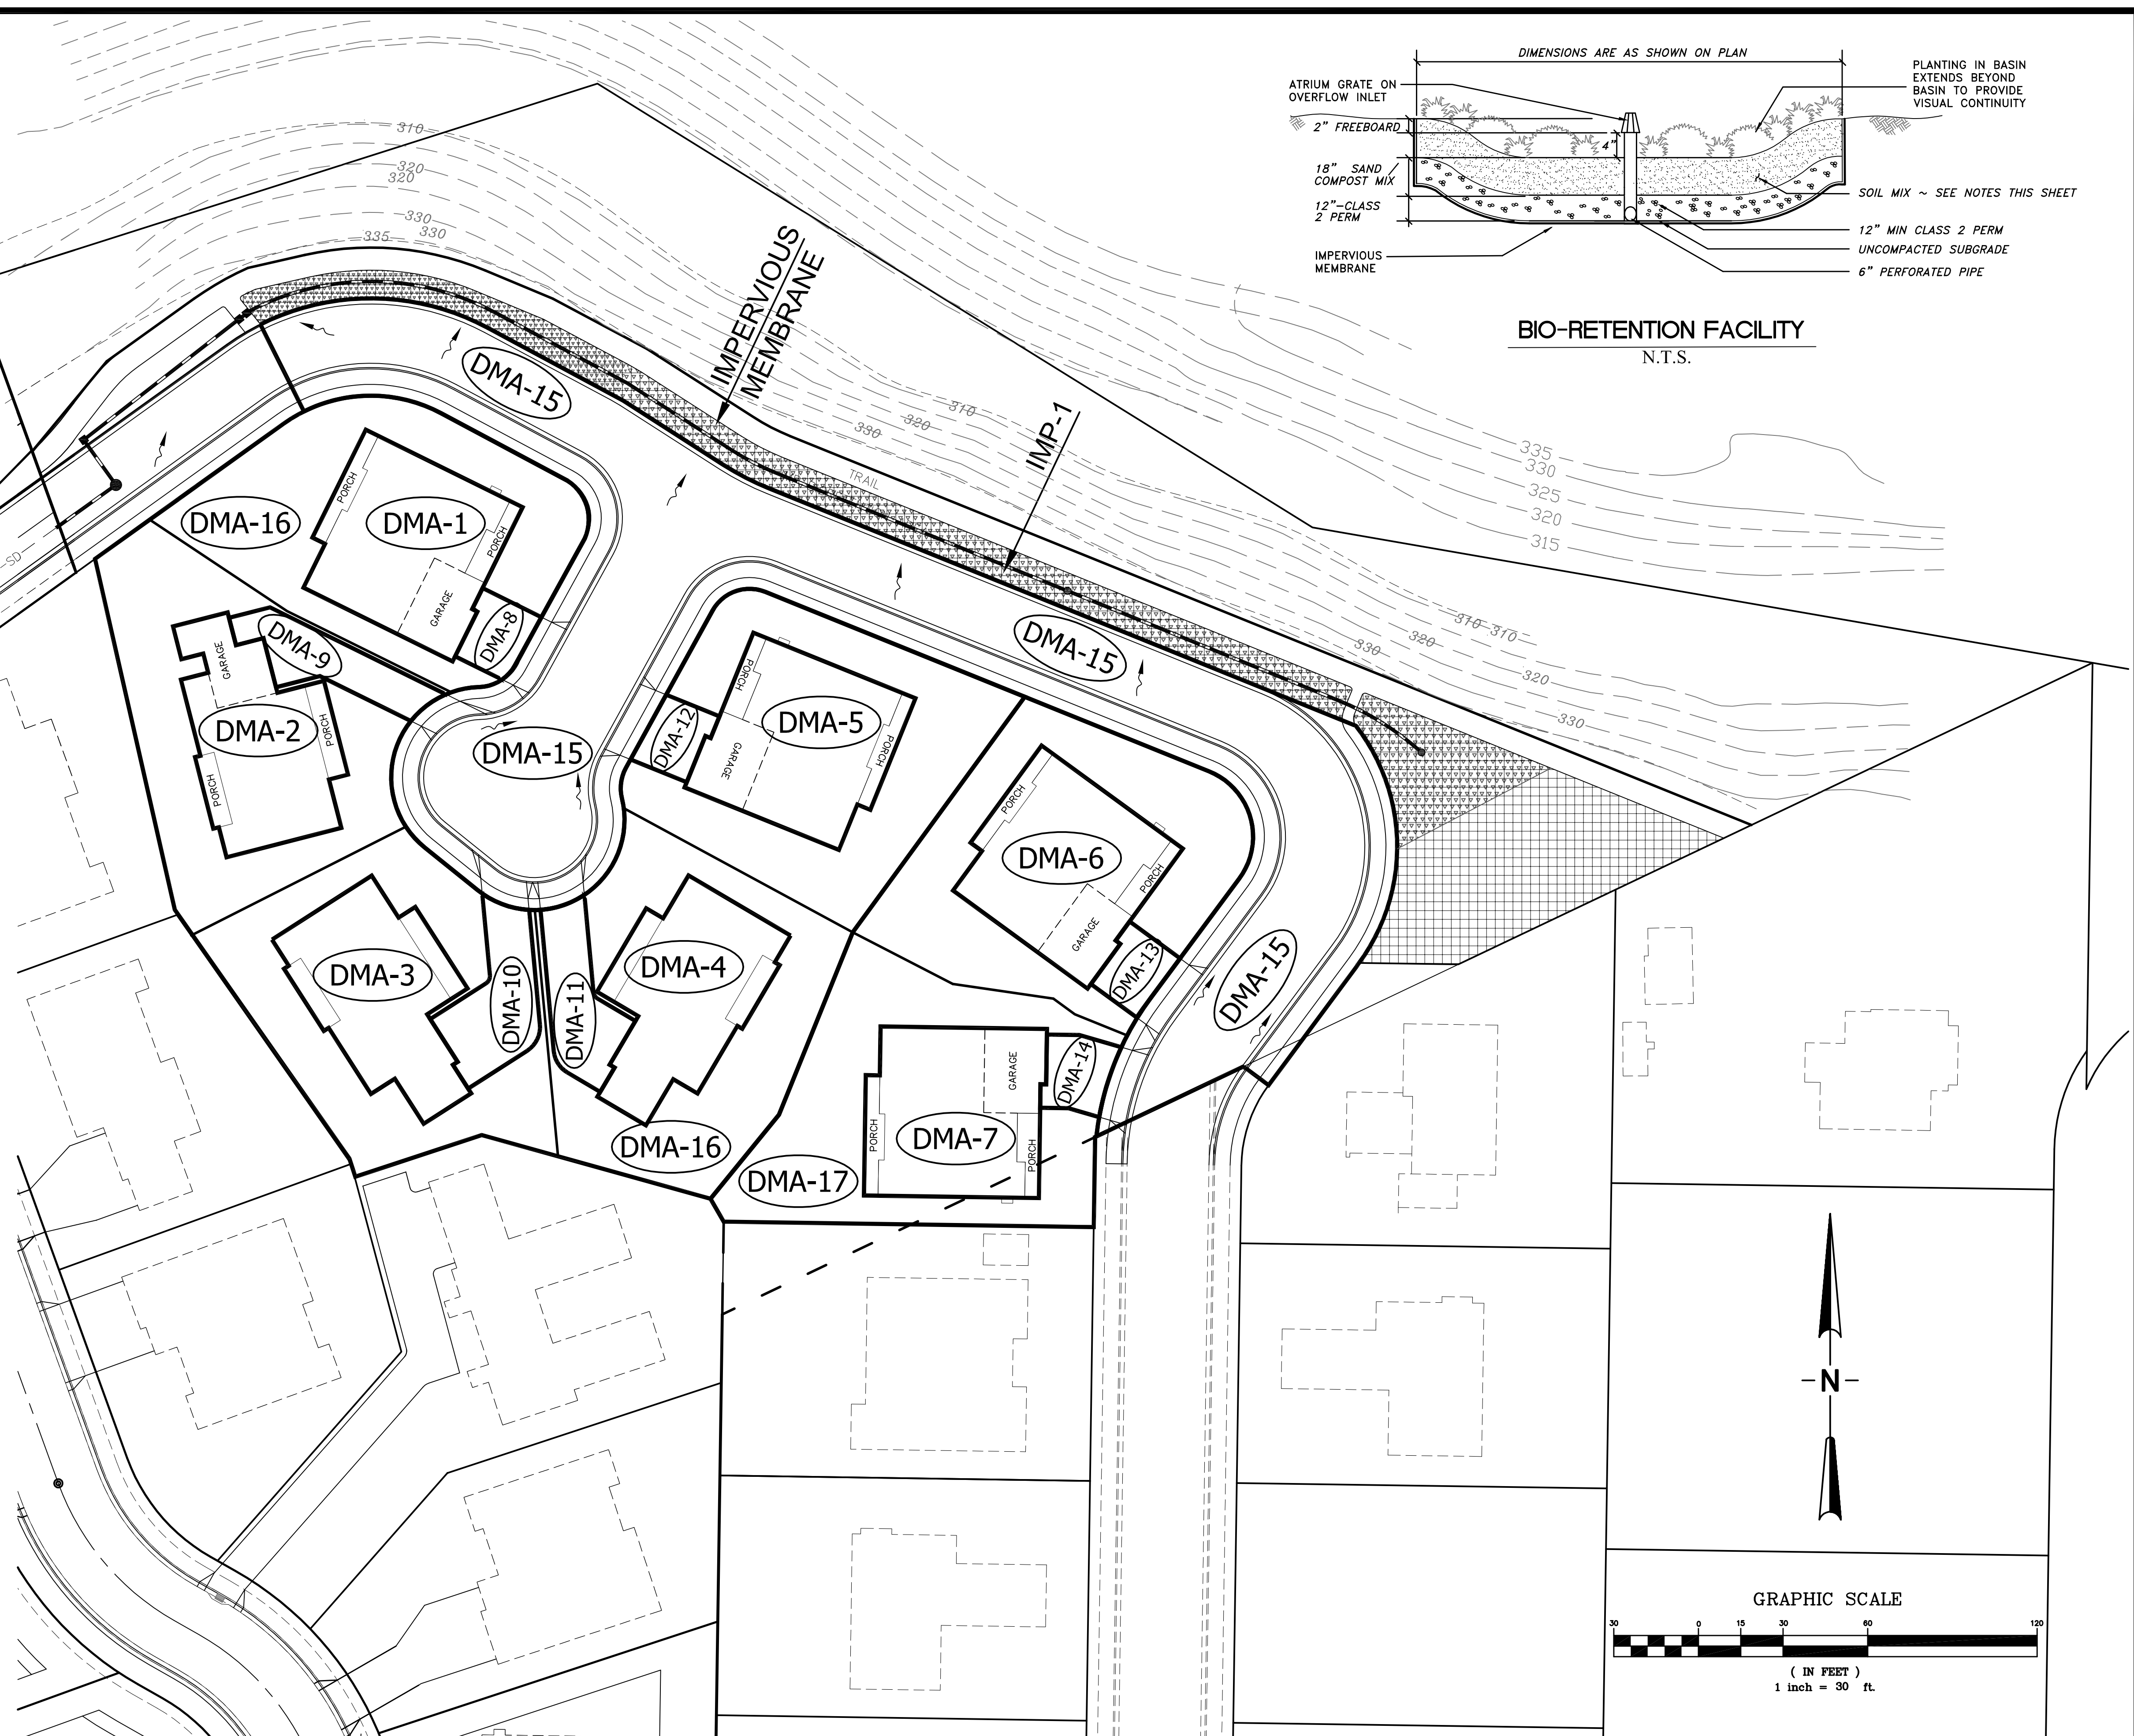 DIMENSIONS ARE AS SHOWN ON PLAN
ATRIUM GRATE ON
OVERFLOW INLET
PLANTING IN BASIN
EXTENDS BEYOND
BASIN TO PROVIDE
VISUAL CONTINUITY
2" FREEBOARD
4"
18" SAND
COMPOST MIX
12"-CLASS
2 PERM
SOIL MIX ~ SEE NOTES THIS SHEET
12" MIN CLASS 2 PERM
UNCOMPACTED SUBGRADE
6" PERFORATED PIPE
IMPERVIOUS
MEMBRANE
BIO-RETENTION FACILITY
N.T.S.
310
320
320
330
330
335
IMPERVIOUS
MEMBRANE
DMA-15
310
320
330
IMP-1
TRAIL
335
330
325
320
315
SD
DMA-16
DMA-1
PORCH
PORCH
GARAGE
DMA-8
DMA-9
GARAGE
DMA-2
PORCH
PORCH
DMA-15
DMA-12
PORCH
DMA-5
GARAGE
PORCH
DMA-15
330
320
310
310
320
330
PORCH
DMA-6
PORCH
GARAGE
DMA-13
DMA-15
DMA-3
DMA-10
DMA-11
DMA-4
DMA-16
DMA-17
GARAGE
DMA-14
PORCH
DMA-7
PORCH
N
GRAPHIC SCALE
30 0 15 30 60 120
( IN FEET )
1 inch = 30 ft.